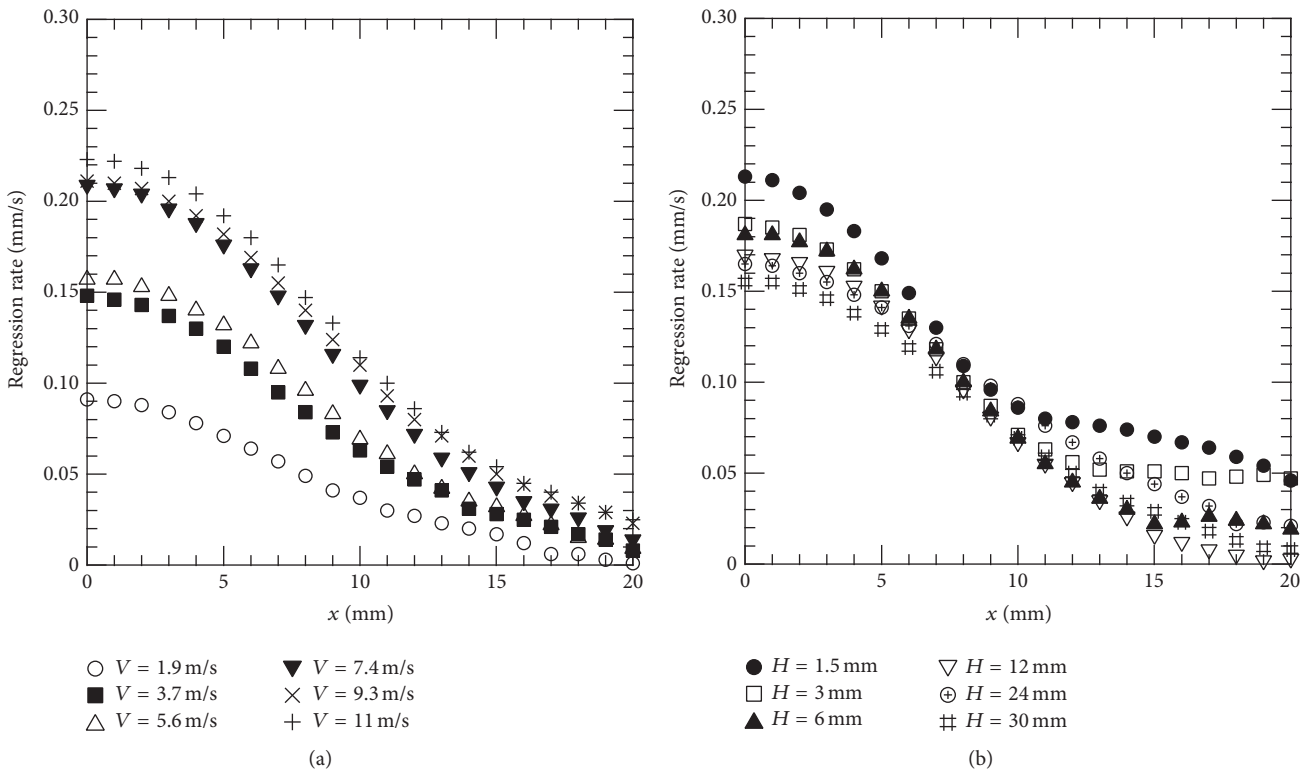 0.30
0.25
0.20
0.15
0.10
0.05
0
Regression rate (mm/s)
0 5 10 15 20
x (mm)
V = 1.9 m/s
V = 3.7 m/s
V = 5.6 m/s
V = 7.4 m/s
V = 9.3 m/s
V = 11 m/s
(a)
0.30
0.25
0.20
0.15
0.10
0.05
0
Regression rate (mm/s)
0 5 10 15 20
x (mm)
H = 1.5 mm
H = 3 mm
H = 6 mm
H = 12 mm
H = 24 mm
H = 30 mm
(b)